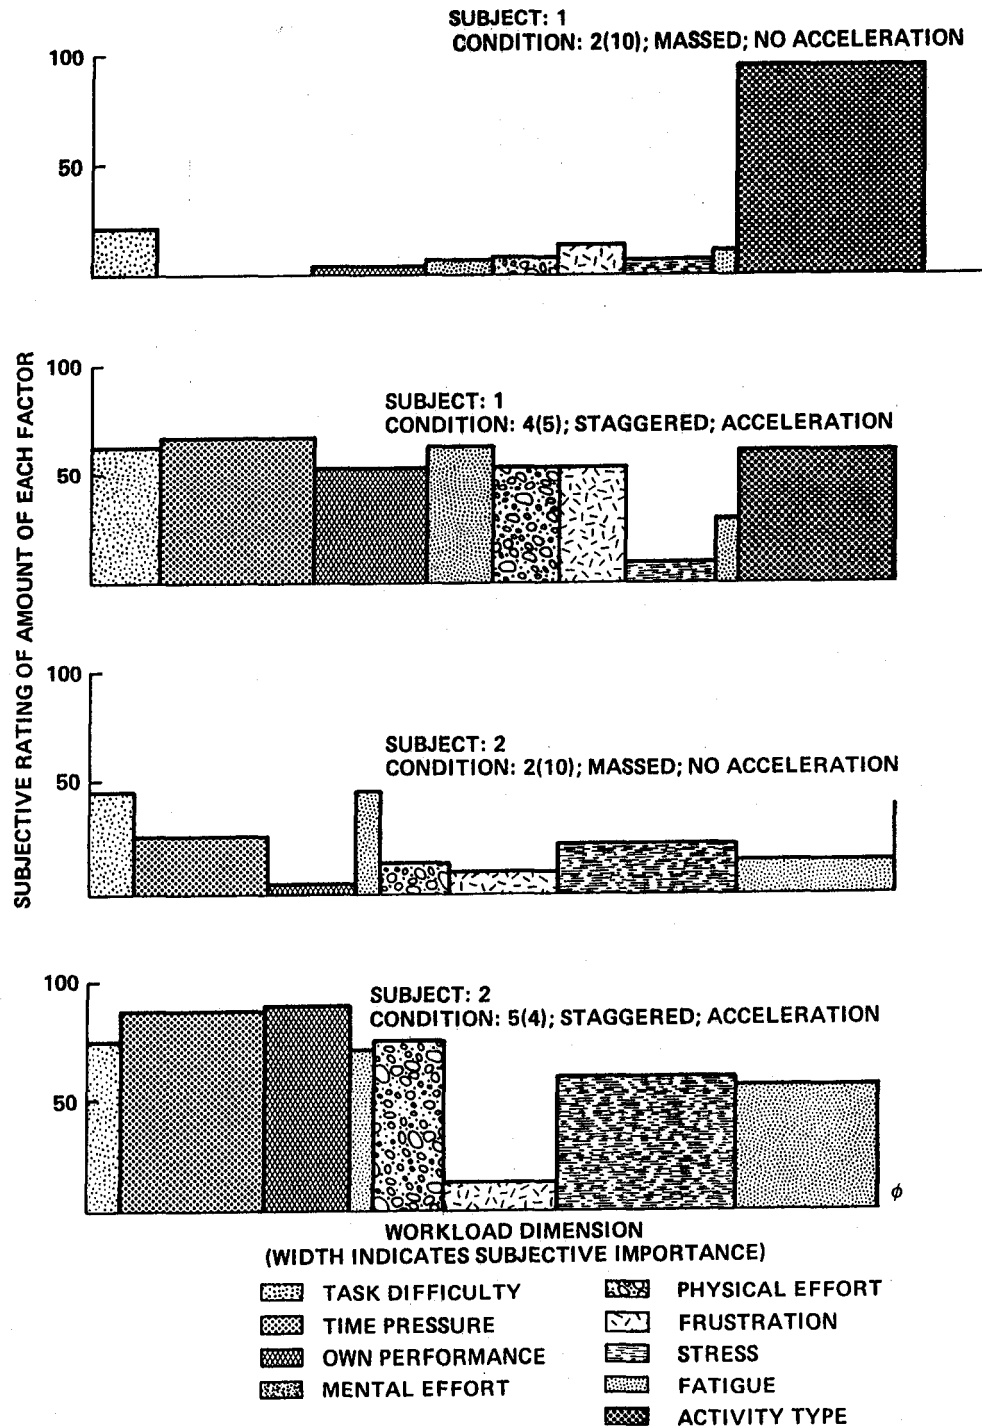 SUBJECT: 1
CONDITION: 2(10); MASSED; NO ACCELERATION
100
50
SUBJECTIVE RATING OF AMOUNT OF EACH FACTOR
100
SUBJECT: 1
CONDITION: 4(5); STAGGERED; ACCELERATION
50
100
SUBJECT: 2
CONDITION: 2(10); MASSED; NO ACCELERATION
50
100
SUBJECT: 2
CONDITION: 5(4); STAGGERED; ACCELERATION
50
ϕ
WORKLOAD DIMENSION
(WIDTH INDICATES SUBJECTIVE IMPORTANCE)
TASK DIFFICULTY
TIME PRESSURE
OWN PERFORMANCE
MENTAL EFFORT
PHYSICAL EFFORT
FRUSTRATION
STRESS
FATIGUE
ACTIVITY TYPE